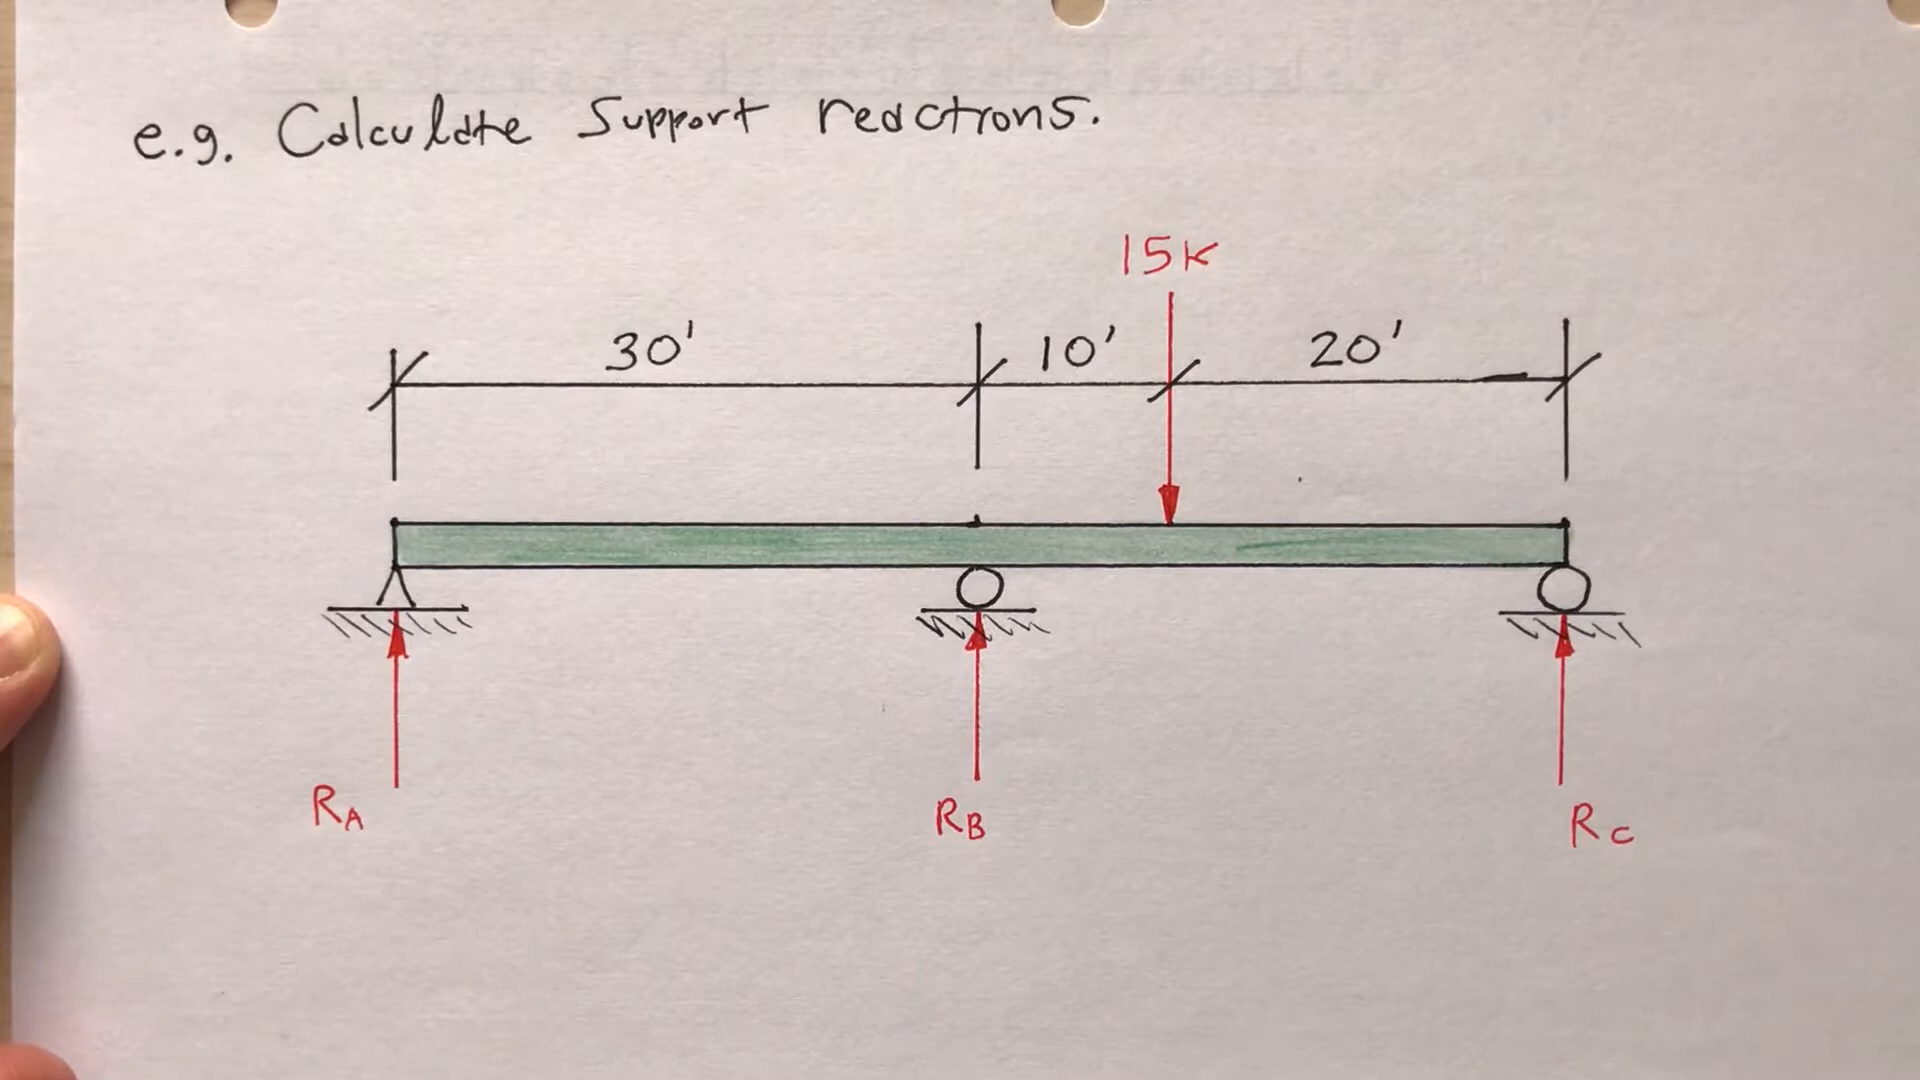 e.g. Calculate Support reactions.
15K
30' 10' 20'
RA RB RC